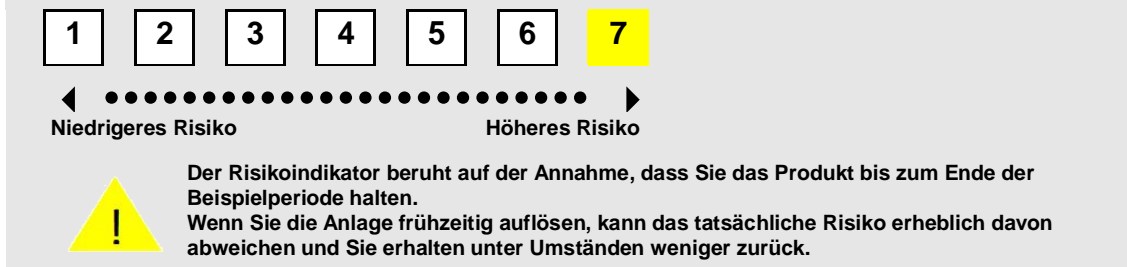 1 2 3 4 5 6 7
Niedrigeres Risiko Höheres Risiko
Der Risikoindikator beruht auf der Annahme, dass Sie das Produkt bis zum Ende der
Beispielperiode halten.
Wenn Sie die Anlage frühzeitig auflösen, kann das tatsächliche Risiko erheblich davon
abweichen und Sie erhalten unter Umständen weniger zurück.
!